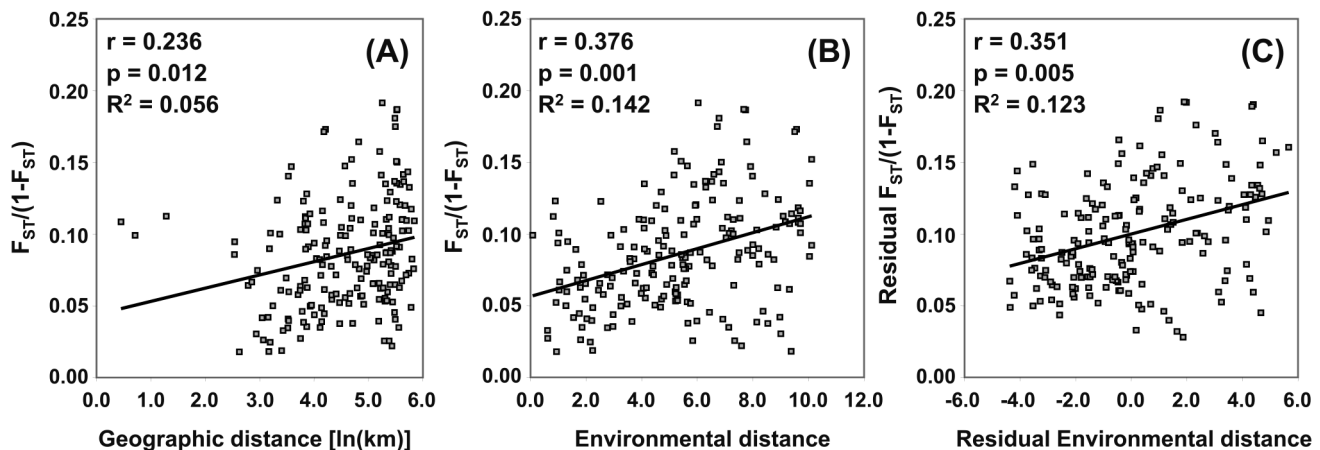 r = 0.236
p = 0.012
R² = 0.056
(A)
0.25
0.20
0.15
0.10
0.05
0.00
F_ST/(1-F_ST)
0.0 1.0 2.0 3.0 4.0 5.0 6.0
Geographic distance [ln(km)]
r = 0.376
p = 0.001
R² = 0.142
(B)
0.25
0.20
0.15
0.10
0.05
0.00
F_ST/(1-F_ST)
0.0 2.0 4.0 6.0 8.0 10.0 12.0
Environmental distance
r = 0.351
p = 0.005
R² = 0.123
(C)
0.25
0.20
0.15
0.10
0.05
0.00
Residual F_ST/(1-F_ST)
-6.0 -4.0 -2.0 0.0 2.0 4.0 6.0
Residual Environmental distance